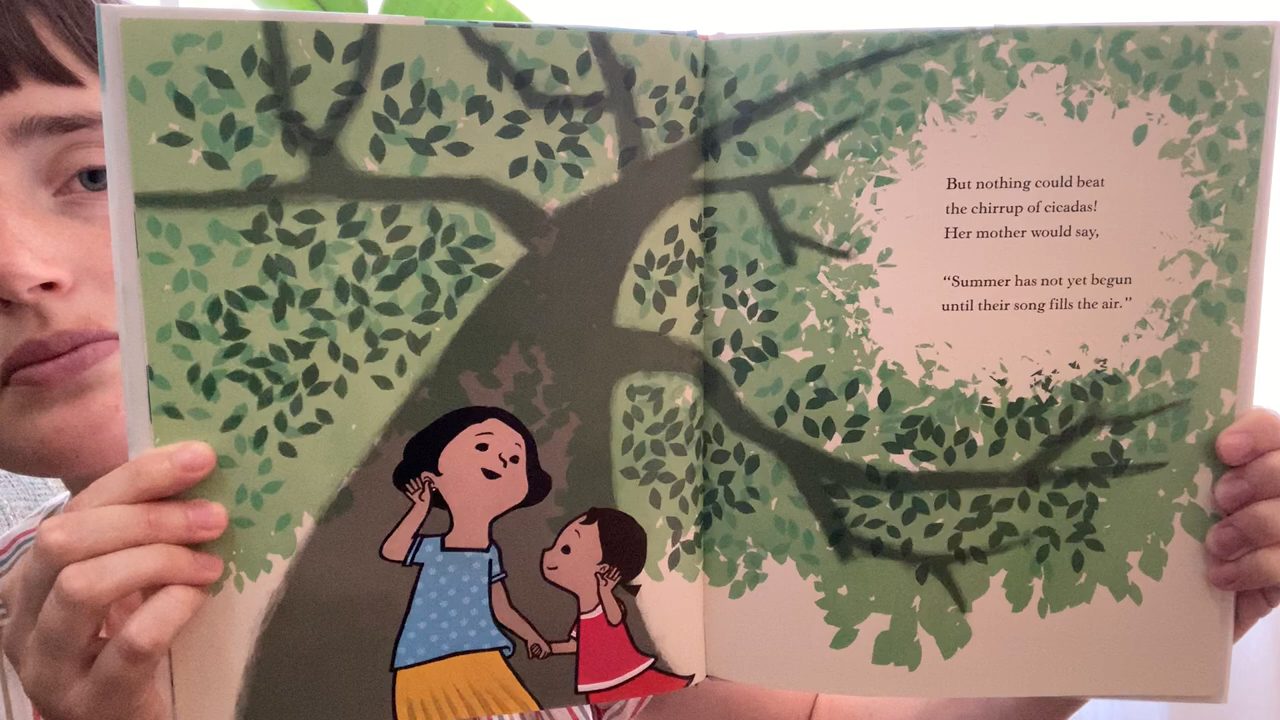 But nothing could beat
the chirrup of cicadas!
Her mother would say,
“Summer has not yet begun
until their song fills the air.”